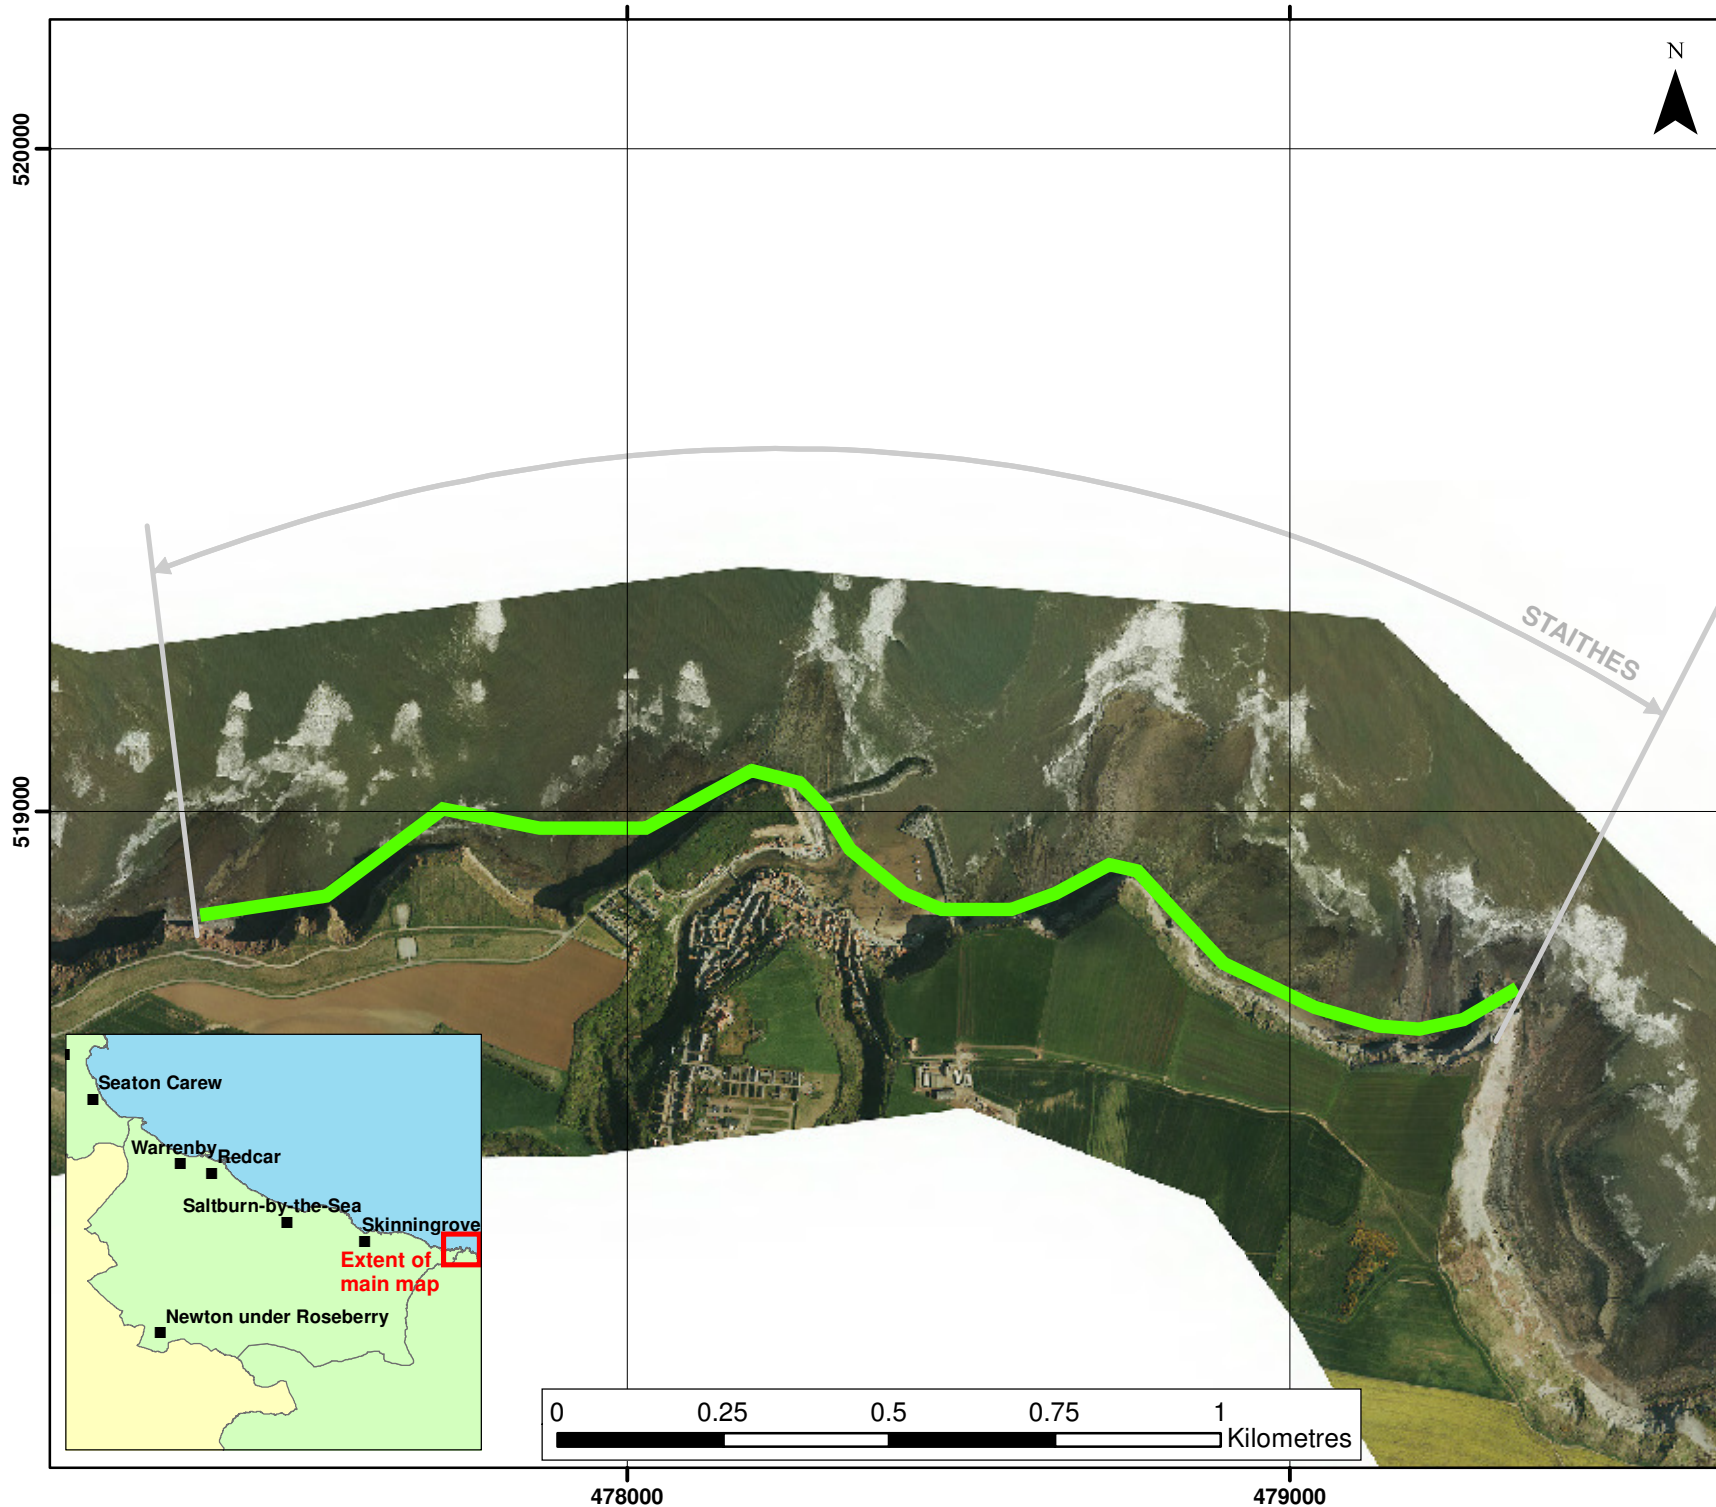 N
520000
STAITHES
519000
Seaton Carew
Warrenby
Redcar
Saltburn-by-the-Sea
Skinningrove
Extent of
main map
Newton under Roseberry
0 0.25 0.5 0.75 1
Kilometres
478000 479000